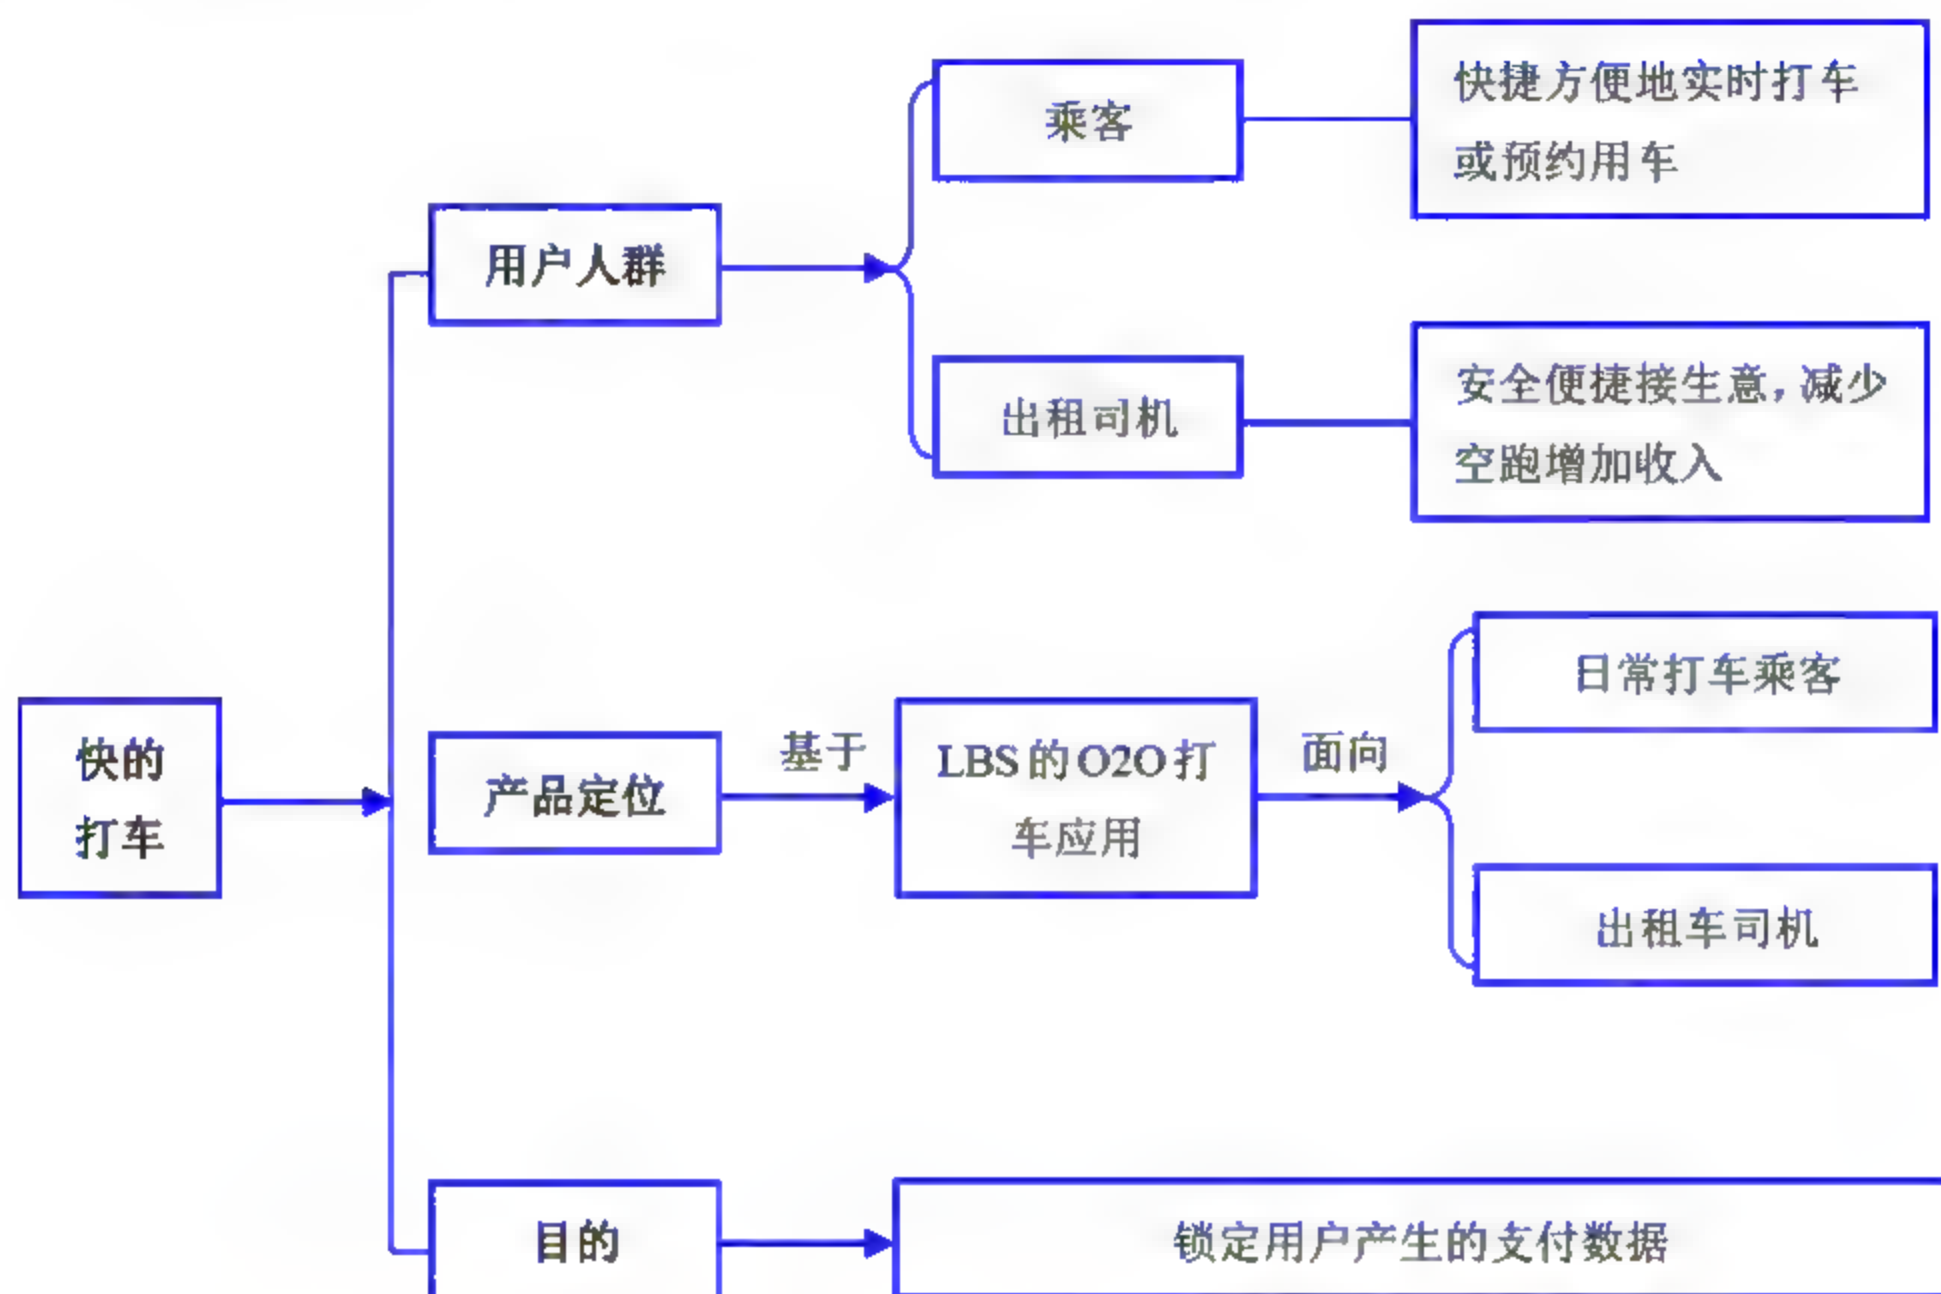 乘客
快捷方便地实时打车
或预约用车
用户人群
出租司机
安全便捷接生意，减少
空跑增加收入
快的
打车
产品定位
基于
LBS的O2O打
车应用
面向
日常打车乘客
出租车司机
目的
锁定用户产生的支付数据